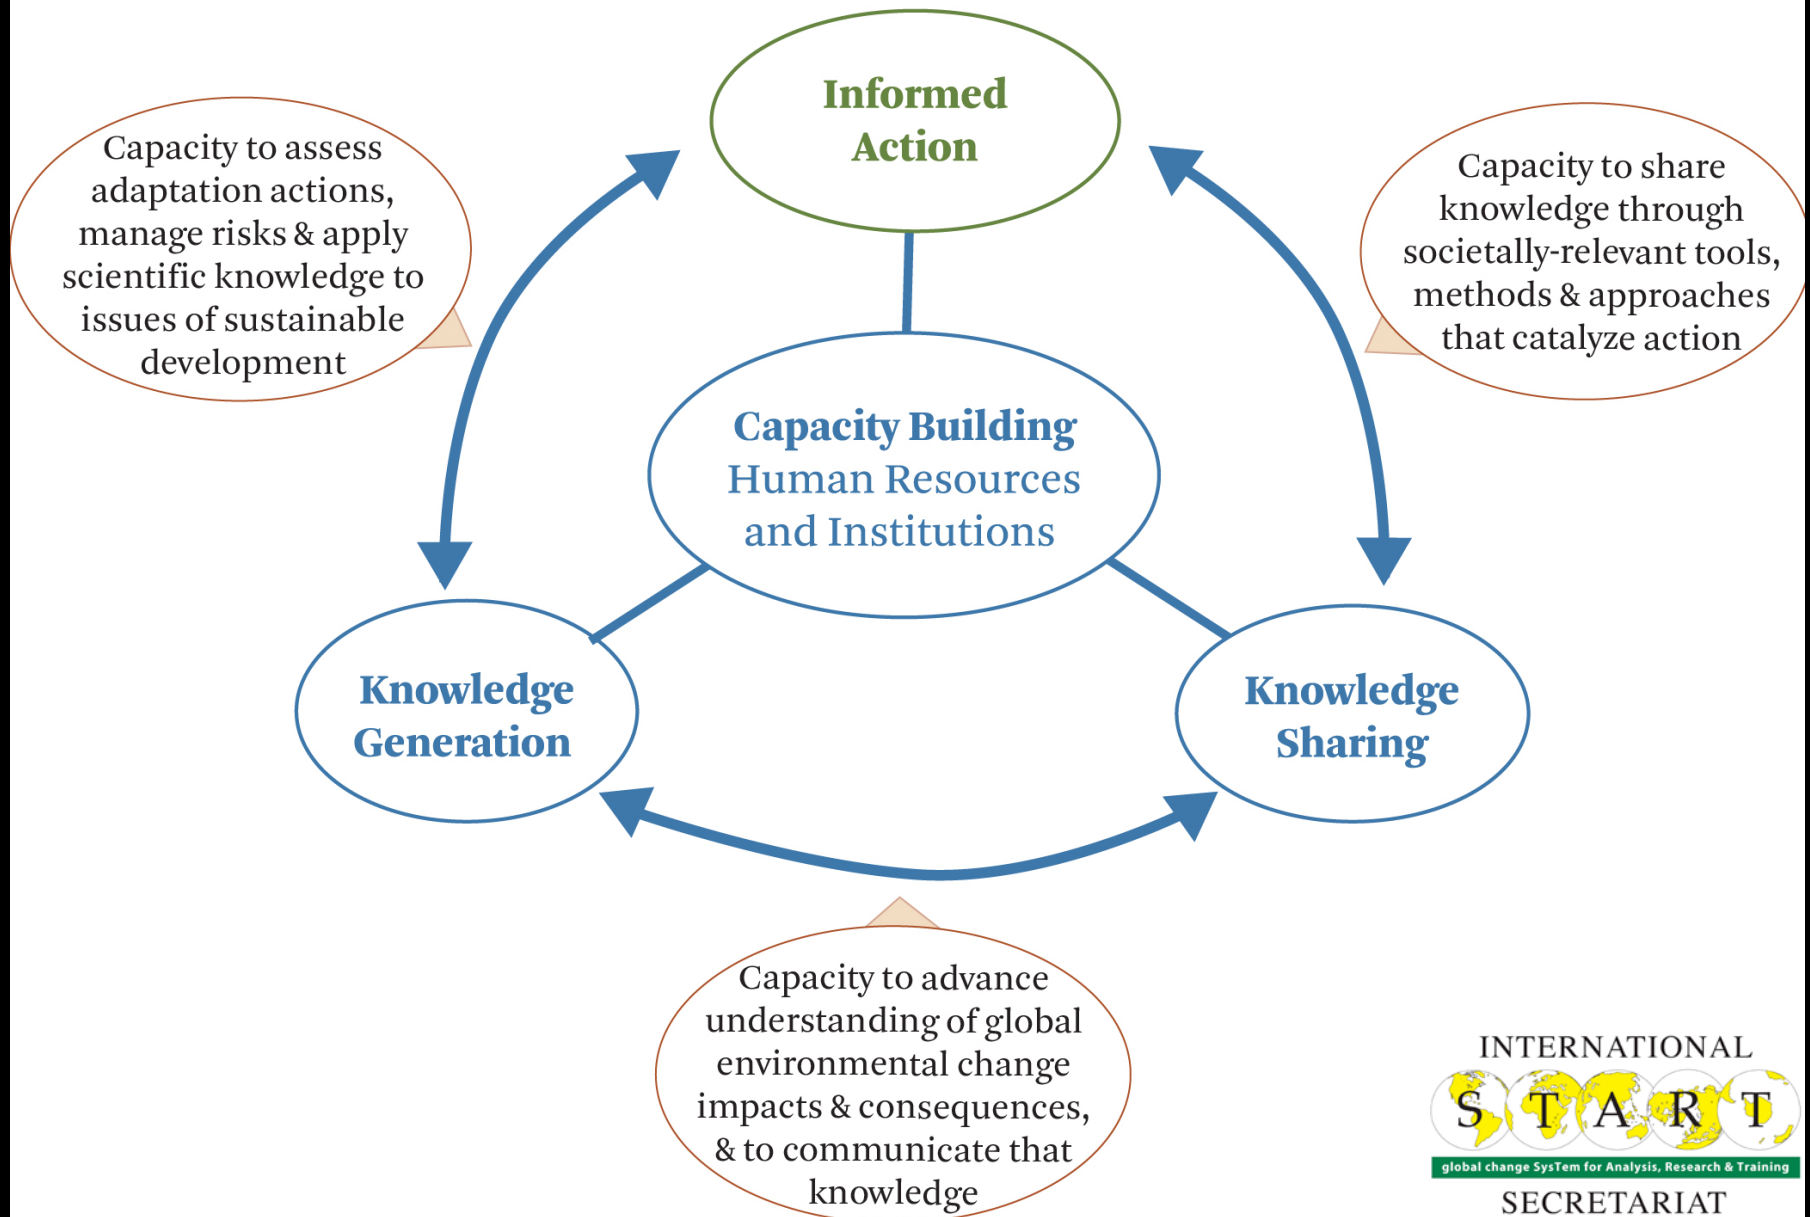 Informed
Action
Capacity to assess
adaptation actions,
manage risks & apply
scientific knowledge to
issues of sustainable
development
Capacity to share
knowledge through
societally-relevant tools,
methods & approaches
that catalyze action
Capacity Building
Human Resources
and Institutions
Knowledge
Generation
Knowledge
Sharing
Capacity to advance
understanding of global
environmental change
impacts & consequences,
& to communicate that
knowledge
INTERNATIONAL
START
global change SysTem for Analysis, Research & Training
SECRETARIAT